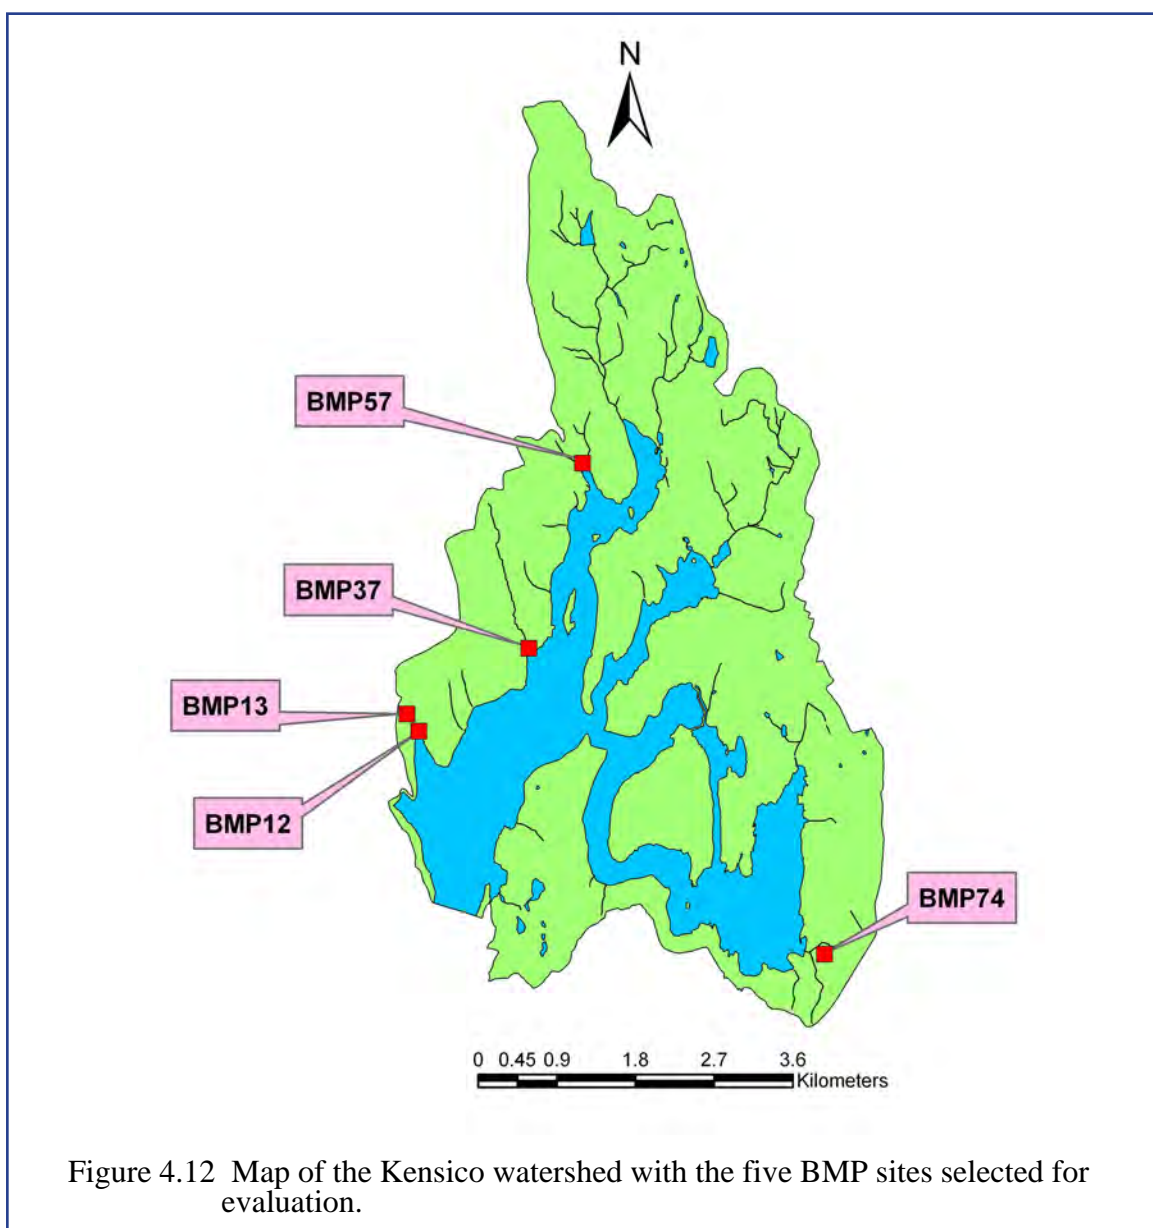 N
BMP57
BMP37
BMP13
BMP12
BMP74
0 0.45 0.9 1.8 2.7 3.6
Kilometers
Figure 4.12 Map of the Kensico watershed with the five BMP sites selected for
evaluation.